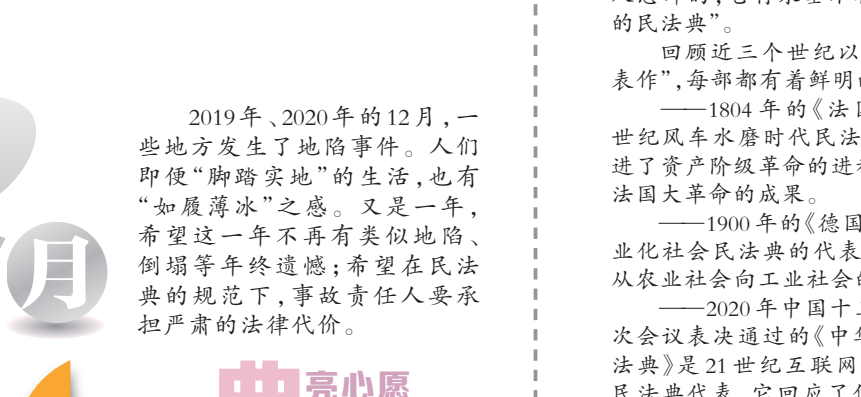 2019年、2020年的12月,一
些地方发生了地陷事件。人们
即便“脚踏实地”的生活,也有
“如履薄冰”之感。又是一年,
希望这一年不再有类似地陷、
倒塌等年终遗憾;希望在民法
典的规范下,事故责任人要承
担严肃的法律代价。
月
典亮心愿
的民法典”。
回顾近三个世纪以
表作”,每部都有着鲜明
——1804年的《法
世纪风车水磨时代民法
进了资产阶级革命的进
法国大革命的成果。
——1900年的《德国
业化社会民法典的代表
从农业社会向工业社会
——2020年中国十
次会议表决通过的《中
法典》是21世纪互联网
民法典代表,它回应了